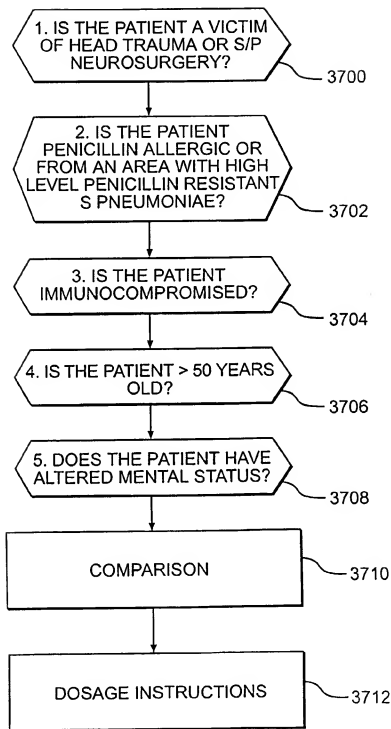 1. IS THE PATIENT A VICTIM
OF HEAD TRAUMA OR S/P
NEUROSURGERY?
3700
2. IS THE PATIENT
PENICILLIN ALLERGIC OR
FROM AN AREA WITH HIGH
LEVEL PENICILLIN RESISTANT
S PNEUMONIAE?
3702
3. IS THE PATIENT
IMMUNOCOMPROMISED?
3704
4. IS THE PATIENT > 50 YEARS
OLD?
3706
5. DOES THE PATIENT HAVE
ALTERED MENTAL STATUS?
3708
COMPARISON
3710
DOSAGE INSTRUCTIONS
3712